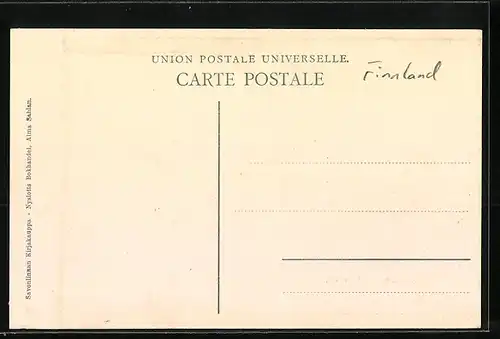 UNION POSTALE UNIVERSELLE.
CARTE POSTALE
Finnland
Savonlinnan Kirjakauppa - Nyslotts Bokhandel, Alma Sahlan.